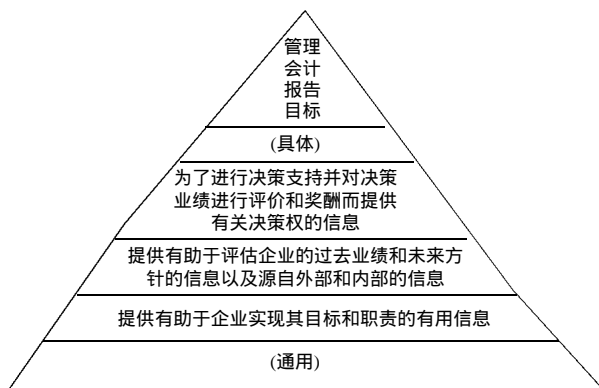 管理
会计
报告
目标
(具体)
为了进行决策支持并对决策
业绩进行评价和奖酬而提供
有关决策权的信息
提供有助于评估企业的过去业绩和未来方
针的信息以及源自外部和内部的信息
提供有助于企业实现其目标和职责的有用信息
(通用)